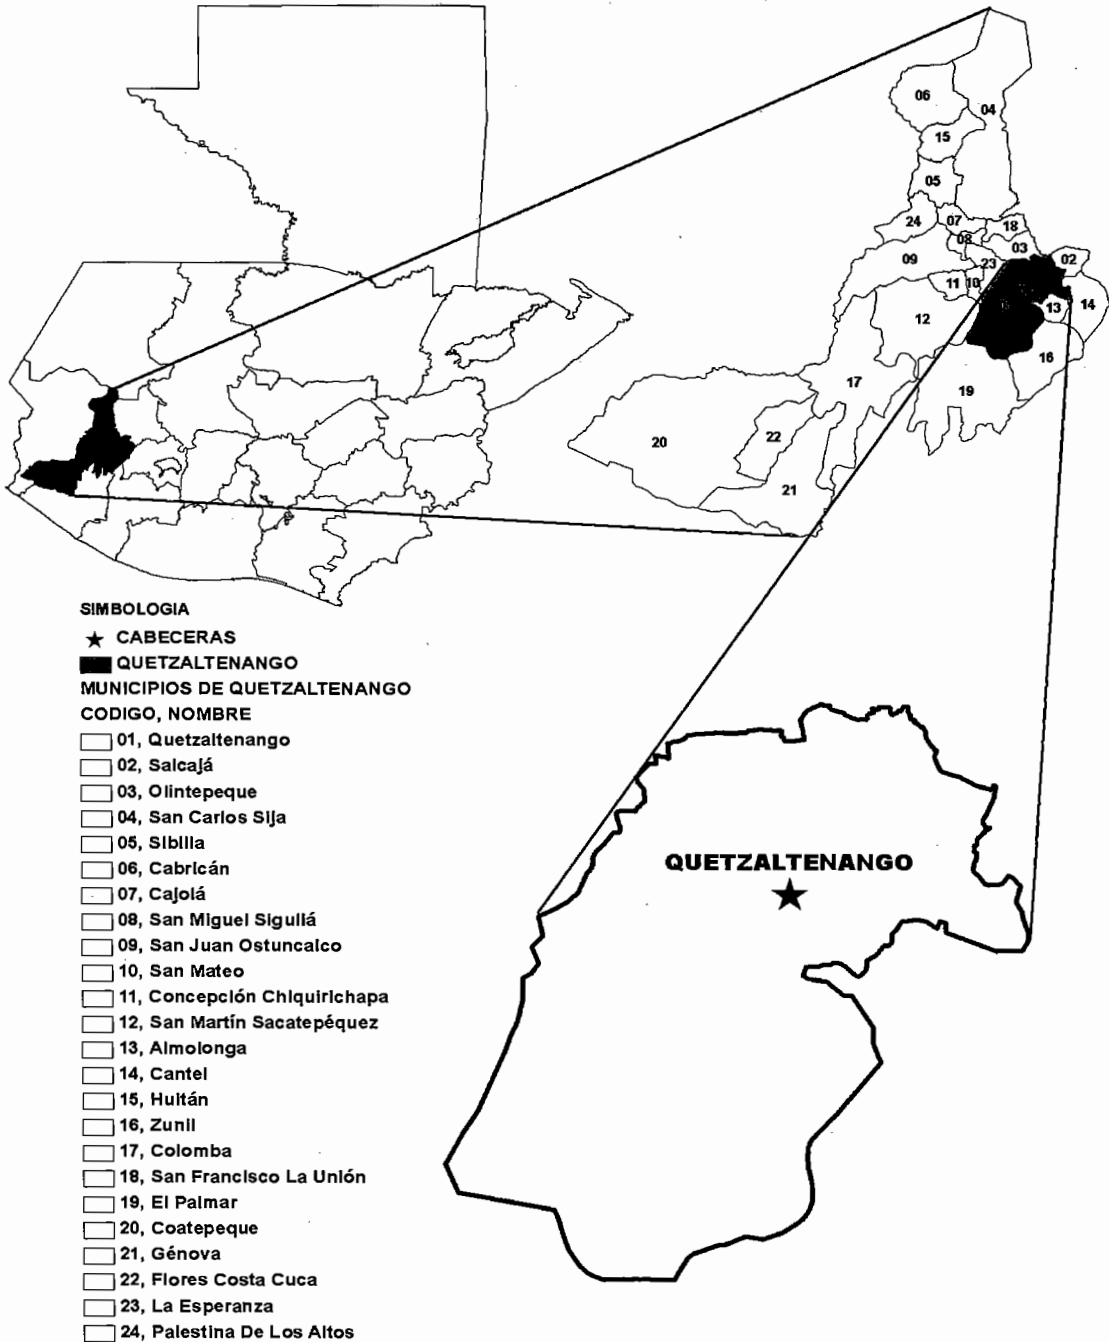 06
04
15
05
24
07
18
08
03
09
23
02
11
10
12
13
14
16
17
19
20
22
21
SIMBOLOGIA
CABECERAS
QUETZALTENANGO
MUNICIPIOS DE QUETZALTENANGO
CODIGO, NOMBRE
01, Quetzaltenango
02, Salcajá
03, Olintepeque
04, San Carlos Sija
05, Sibilia
06, Cabricán
07, Cajolá
08, San Miguel Siguilá
09, San Juan Ostuncalco
10, San Mateo
11, Concepción Chiquirichapa
12, San Martín Sacatepéquez
13, Almolonga
14, Cantel
15, Huitán
16, Zunil
17, Colomba
18, San Francisco La Unión
19, El Palmar
20, Coatepeque
21, Génova
22, Flores Costa Cuca
23, La Esperanza
24, Palestina De Los Altos
QUETZALTENANGO